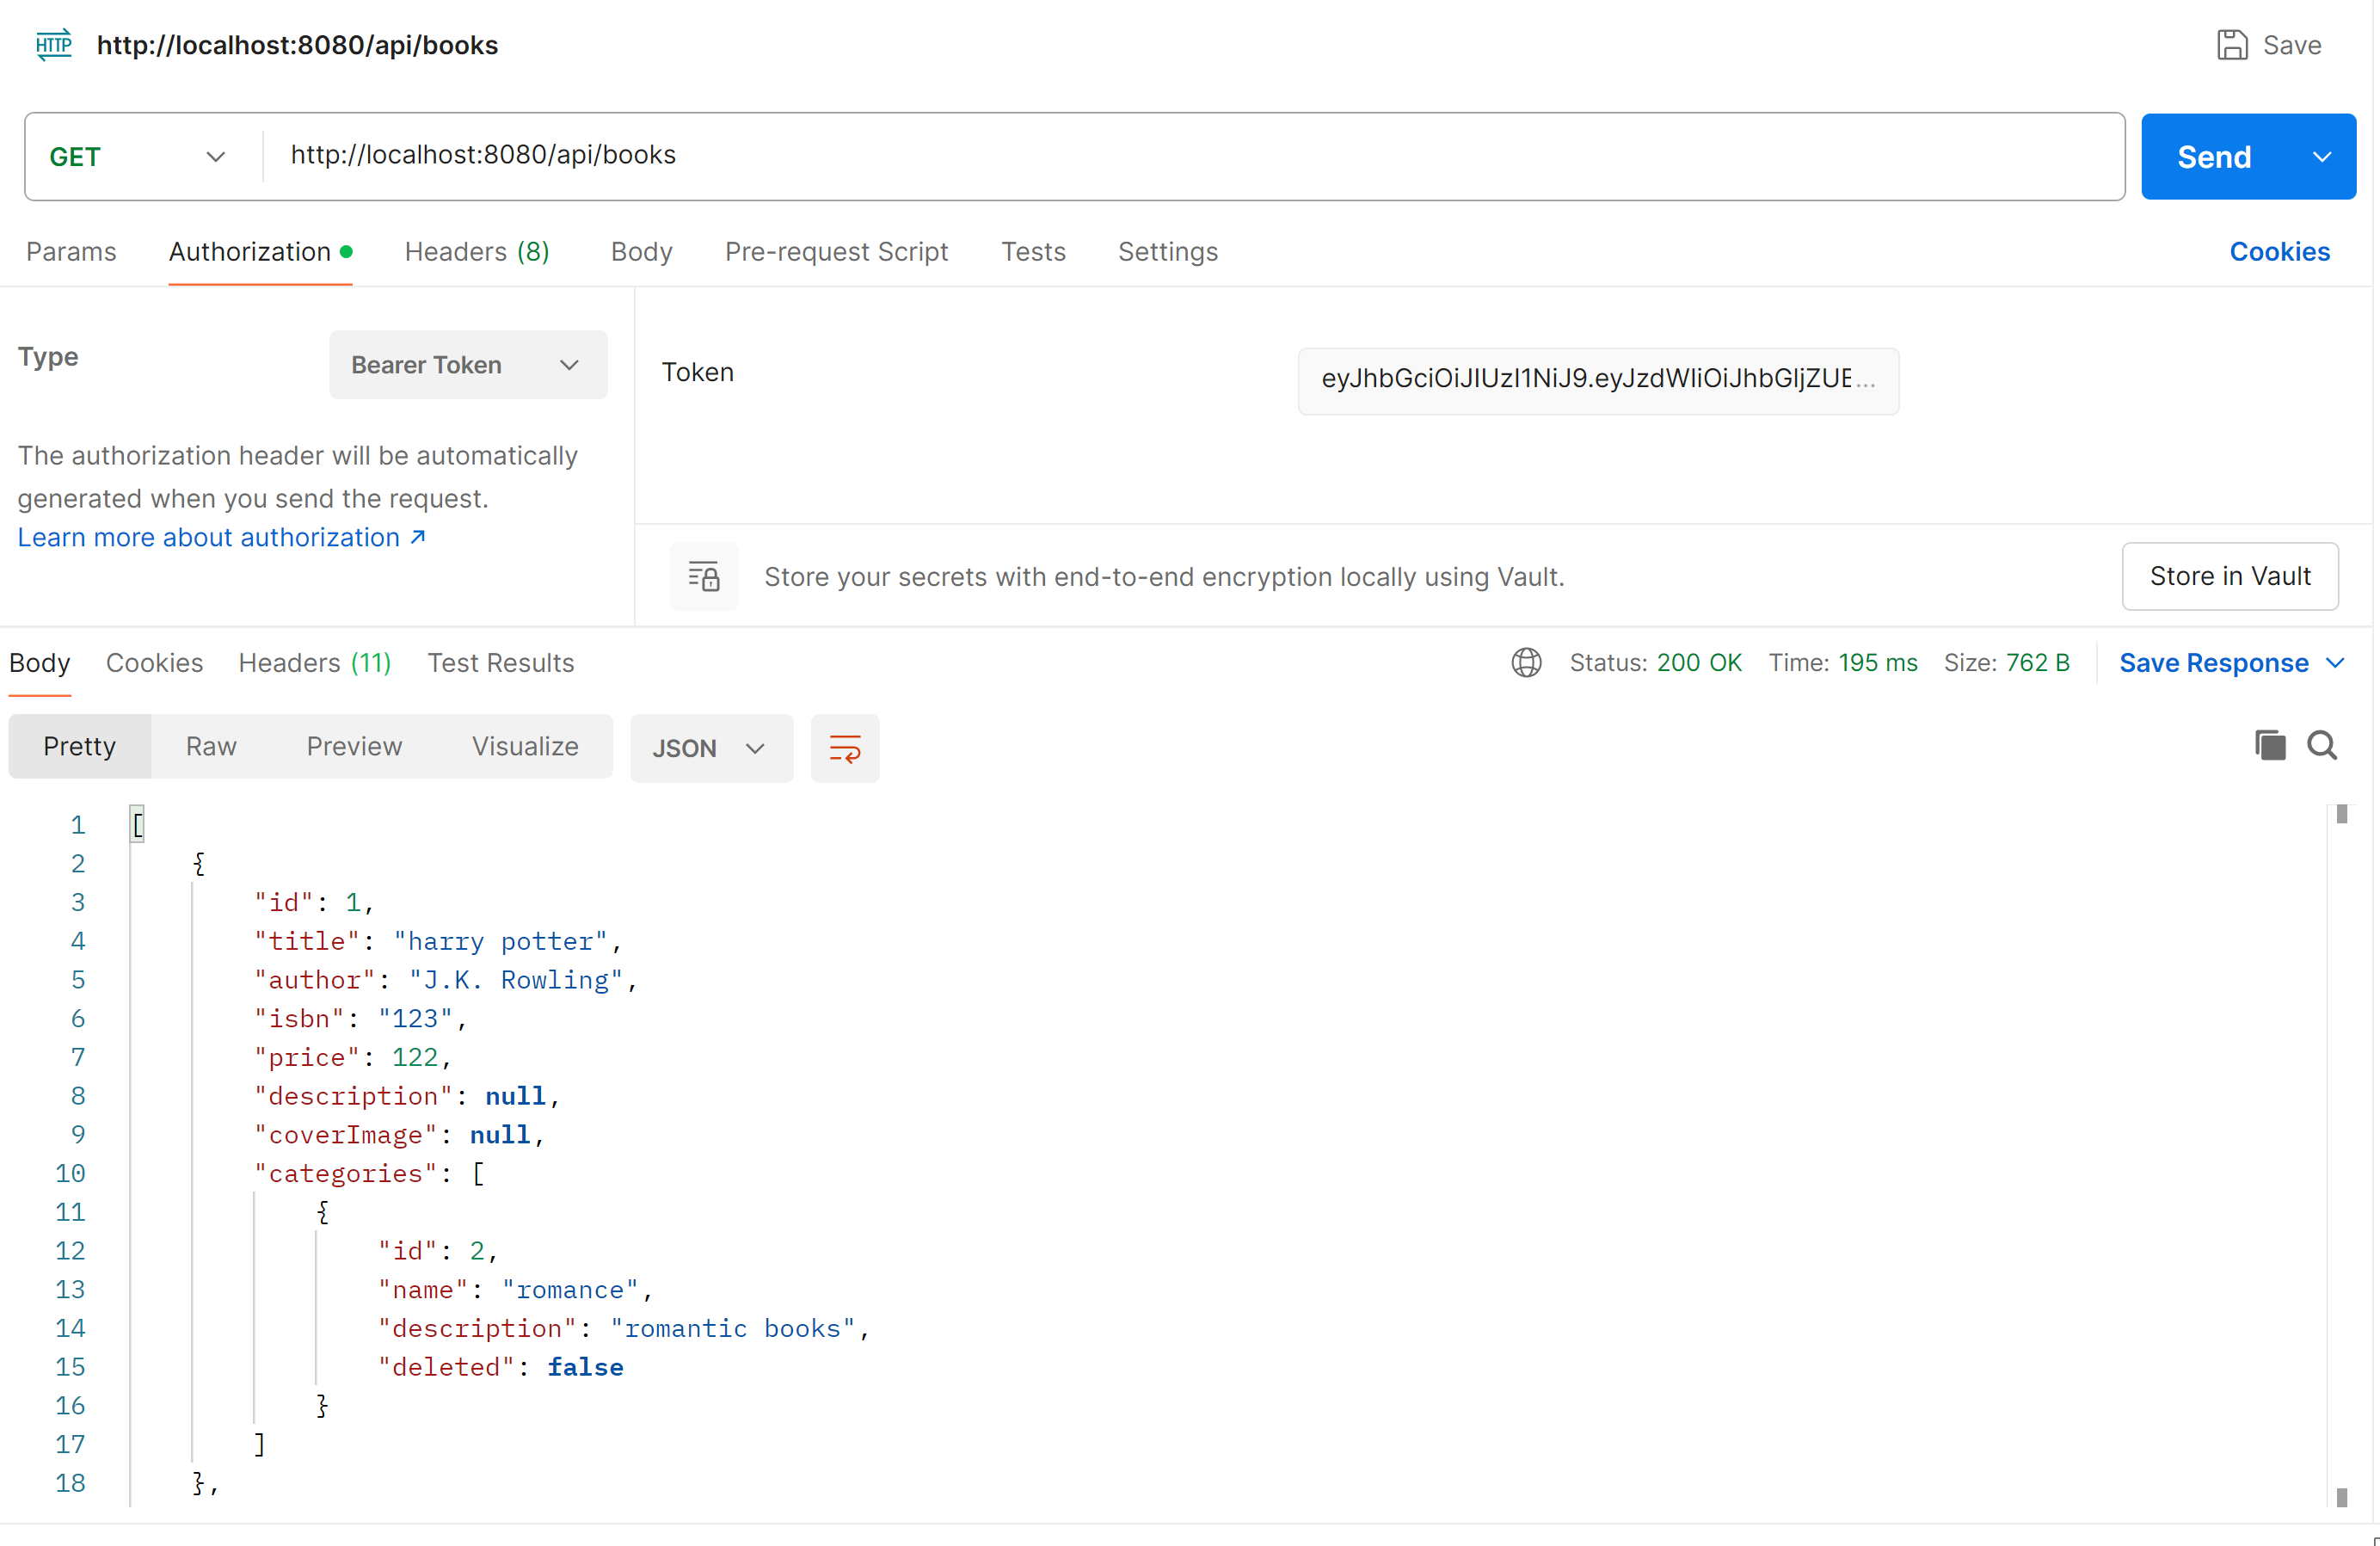 HTTP http://localhost:8080/api/books Save
GET http://localhost:8080/api/books Send
Params Authorization Headers (8) Body Pre-request Script Tests Settings Cookies
Type Bearer Token
The authorization header will be automatically
generated when you send the request.
Learn more about authorization ↗
Token eyJhbGciOiJIUzI1NiJ9.eyJzdWIiOiJhbGljZUE...
Store your secrets with end-to-end encryption locally using Vault. Store in Vault
Body Cookies Headers (11) Test Results Status: 200 OK Time: 195 ms Size: 762 B Save Response
Pretty Raw Preview Visualize JSON
1 [
2 {
3 "id": 1,
4 "title": "harry potter",
5 "author": "J.K. Rowling",
6 "isbn": "123",
7 "price": 122,
8 "description": null,
9 "coverImage": null,
10 "categories": [
11 {
12 "id": 2,
13 "name": "romance",
14 "description": "romantic books",
15 "deleted": false
16 }
17 ]
18 },